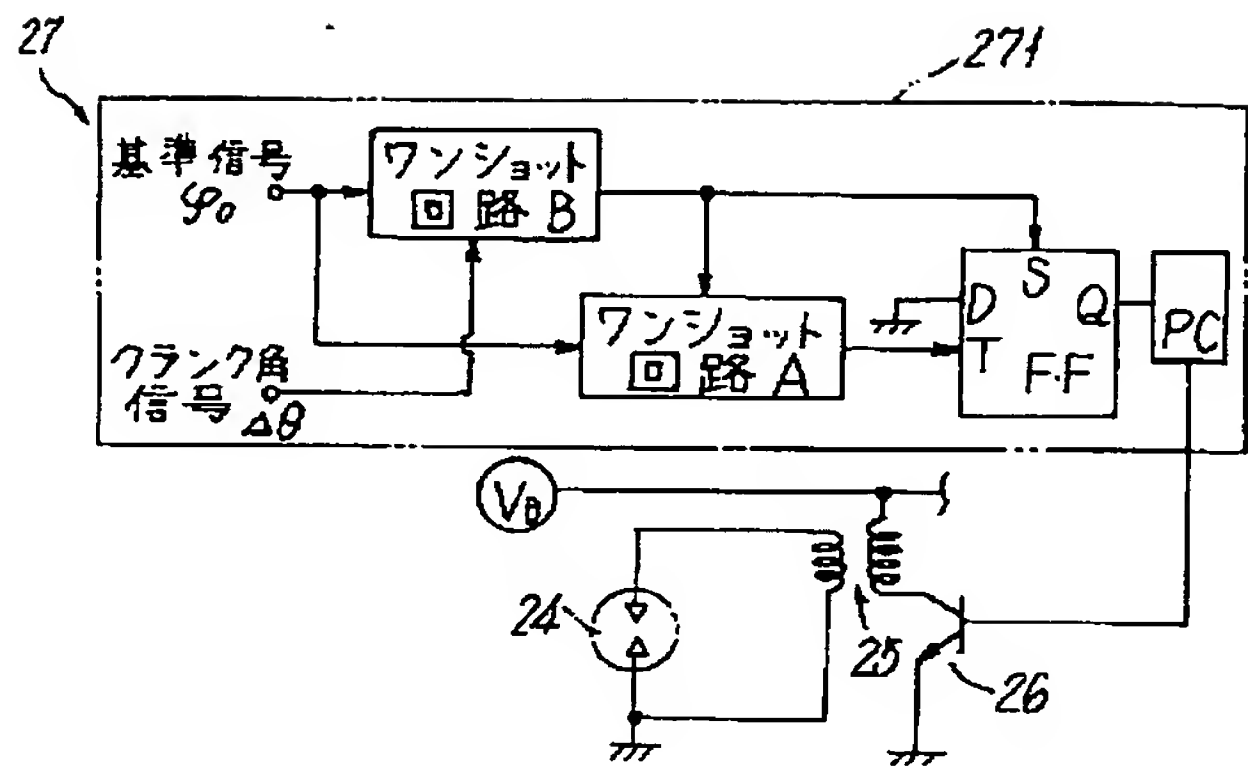 27
271
基準信号
φ0
ワンショット
回路 B
クランク角
信号
Δθ
ワンショット
回路 A
S
D
Q
T
F·F
PC
VB
24
25
26